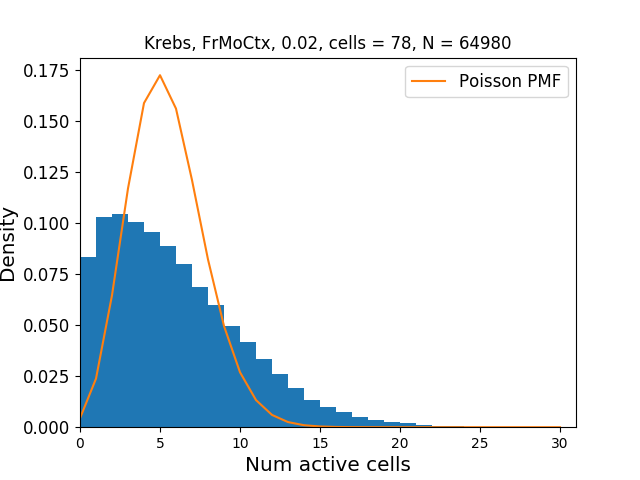 Krebs, FrMoCtx, 0.02, cells = 78, N = 64980
Poisson PMF
0.175
0.150
0.125
0.100
0.075
0.050
0.025
0.000
Density
0 5 10 15 20 25 30
Num active cells